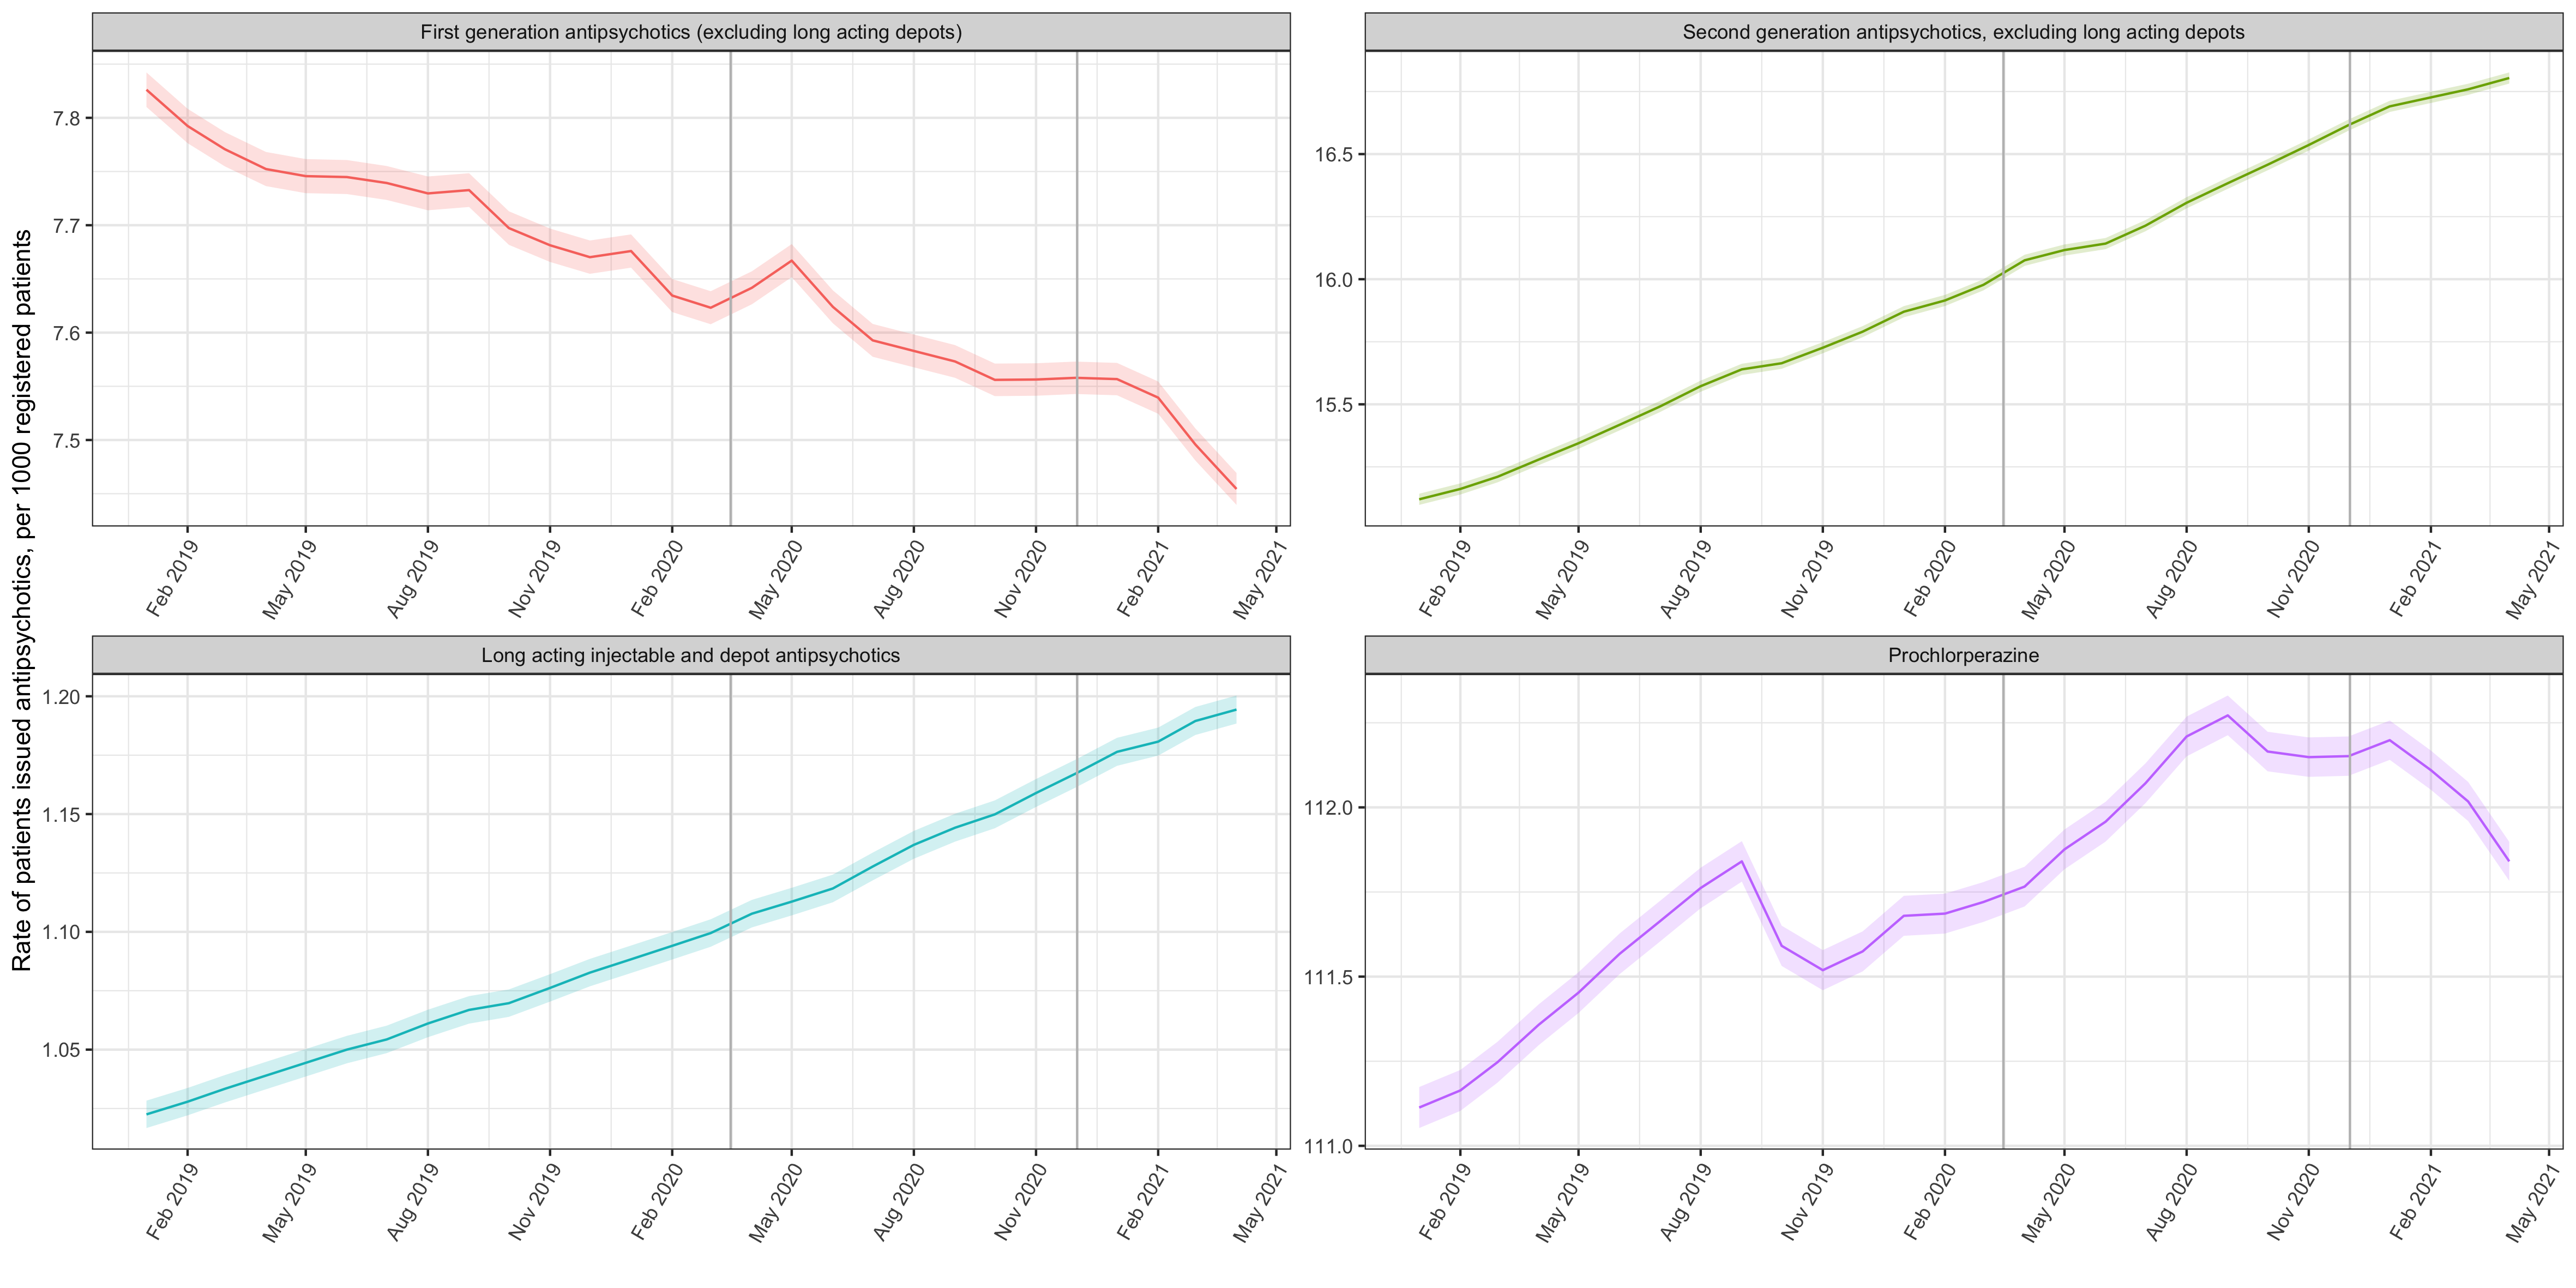 Rate of patients issued antipsychotics, per 1000 registered patients
First generation antipsychotics (excluding long acting depots)
7.8
7.7
7.6
7.5
Feb 2019
May 2019
Aug 2019
Nov 2019
Feb 2020
May 2020
Aug 2020
Nov 2020
Feb 2021
May 2021
Second generation antipsychotics, excluding long acting depots
16.5
16.0
15.5
Feb 2019
May 2019
Aug 2019
Nov 2019
Feb 2020
May 2020
Aug 2020
Nov 2020
Feb 2021
May 2021
Long acting injectable and depot antipsychotics
1.20
1.15
1.10
1.05
Feb 2019
May 2019
Aug 2019
Nov 2019
Feb 2020
May 2020
Aug 2020
Nov 2020
Feb 2021
May 2021
Prochlorperazine
112.0
111.5
111.0
Feb 2019
May 2019
Aug 2019
Nov 2019
Feb 2020
May 2020
Aug 2020
Nov 2020
Feb 2021
May 2021